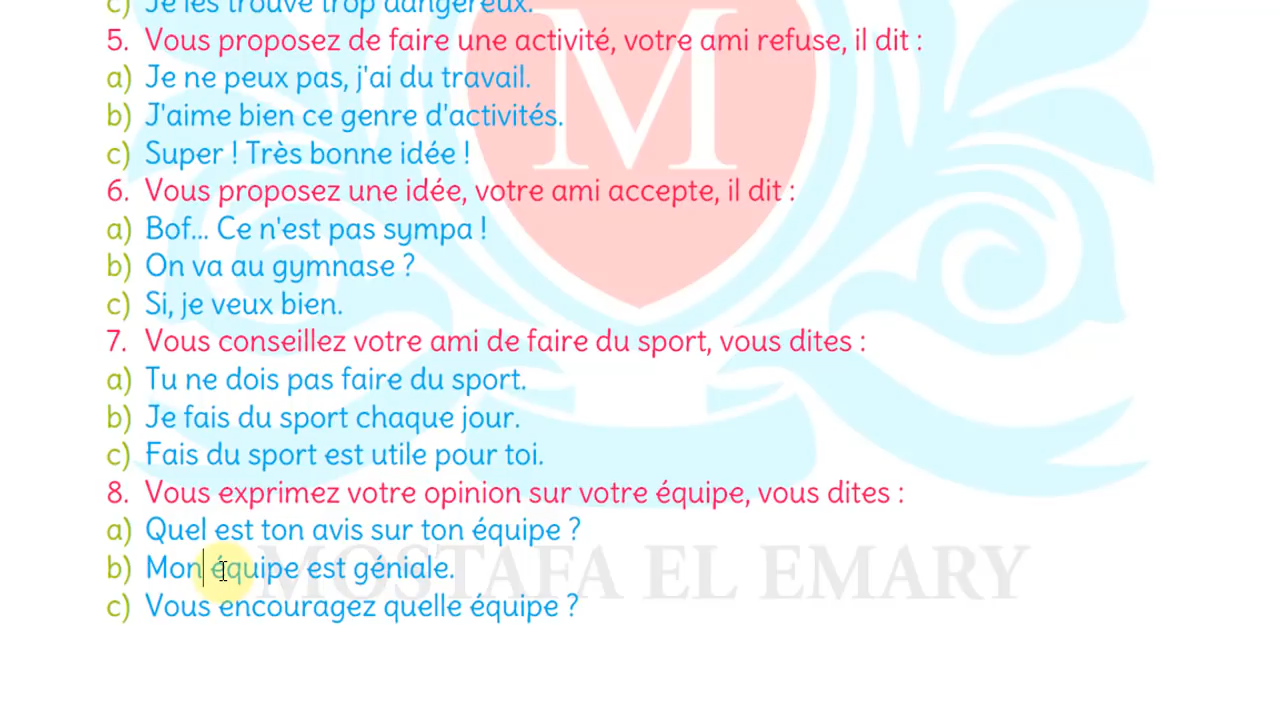 c) Je les trouve trop dangereux.
5. Vous proposez de faire une activité, votre ami refuse, il dit :
a) Je ne peux pas, j'ai du travail.
b) J'aime bien ce genre d'activités.
c) Super ! Très bonne idée !
6. Vous proposez une idée, votre ami accepte, il dit :
a) Bof... Ce n'est pas sympa !
b) On va au gymnase ?
c) Si, je veux bien.
7. Vous conseillez votre ami de faire du sport, vous dites :
a) Tu ne dois pas faire du sport.
b) Je fais du sport chaque jour.
c) Fais du sport est utile pour toi.
8. Vous exprimez votre opinion sur votre équipe, vous dites :
a) Quel est ton avis sur ton équipe ?
b) Mon équipe est géniale.
c) Vous encouragez quelle équipe ?
M
MOSTAFA EL EMARY